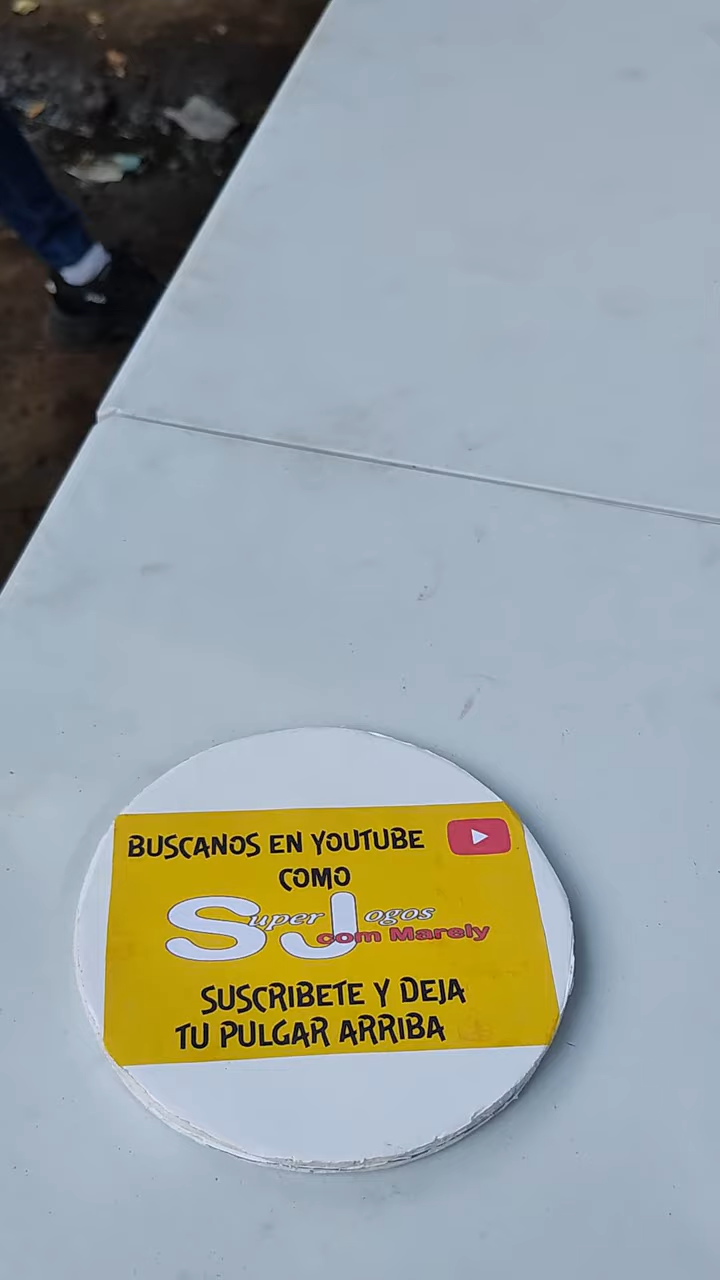 BUSCANOS EN YOUTUBE
COMO
Super Jogos
com Marely
SUSCRIBETE Y DEJA
TU PULGAR ARRIBA